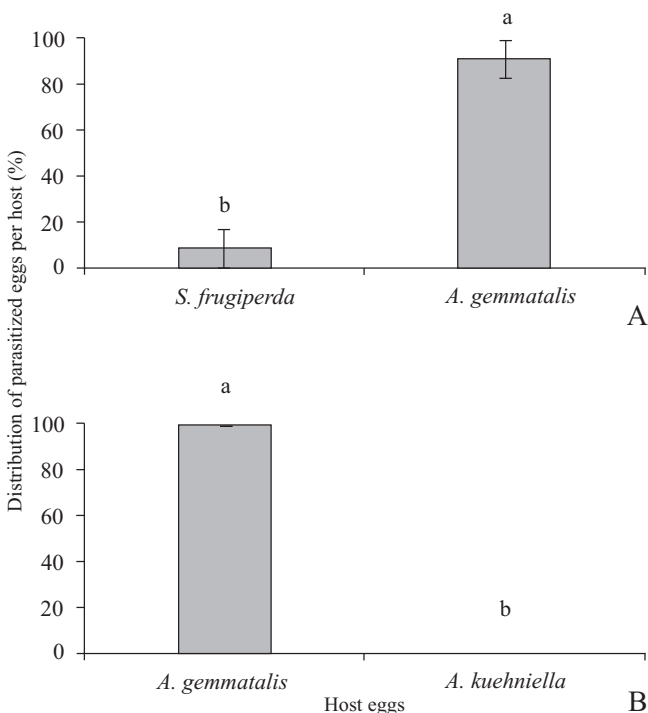 Distribution of parasitized eggs per host (%)
100
80
60
40
20
0
b
a
S. frugiperda
A. gemmatalis
A
100
80
60
40
20
0
a
b
A. gemmatalis
A. kuehniella
Host eggs
B